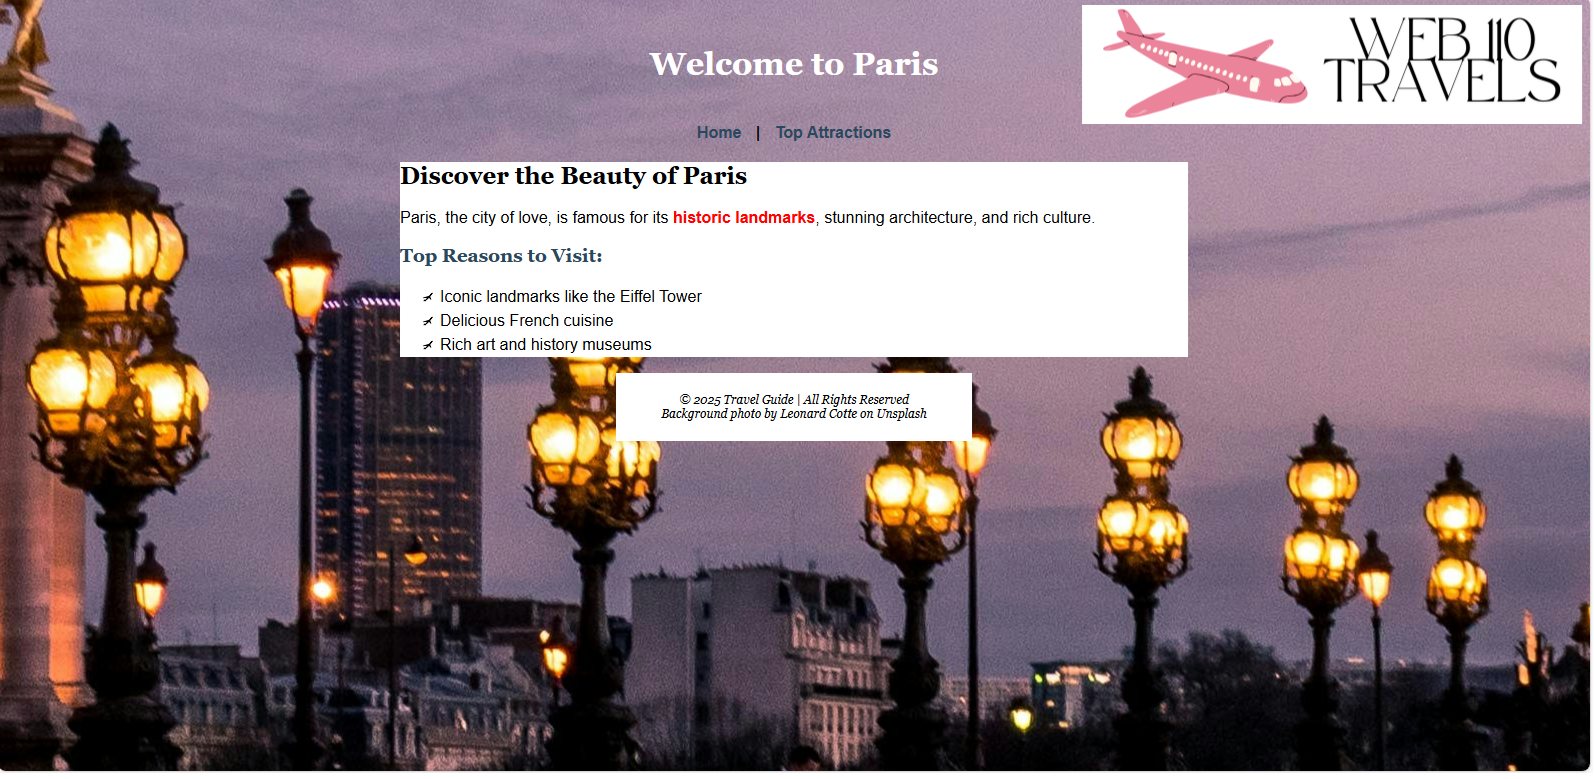 Welcome to Paris
WEB 110
TRAVELS
Home | Top Attractions
Discover the Beauty of Paris
Paris, the city of love, is famous for its historic landmarks, stunning architecture, and rich culture.
Top Reasons to Visit:
Iconic landmarks like the Eiffel Tower
Delicious French cuisine
Rich art and history museums
© 2025 Travel Guide | All Rights Reserved
Background photo by Leonard Cotte on Unsplash